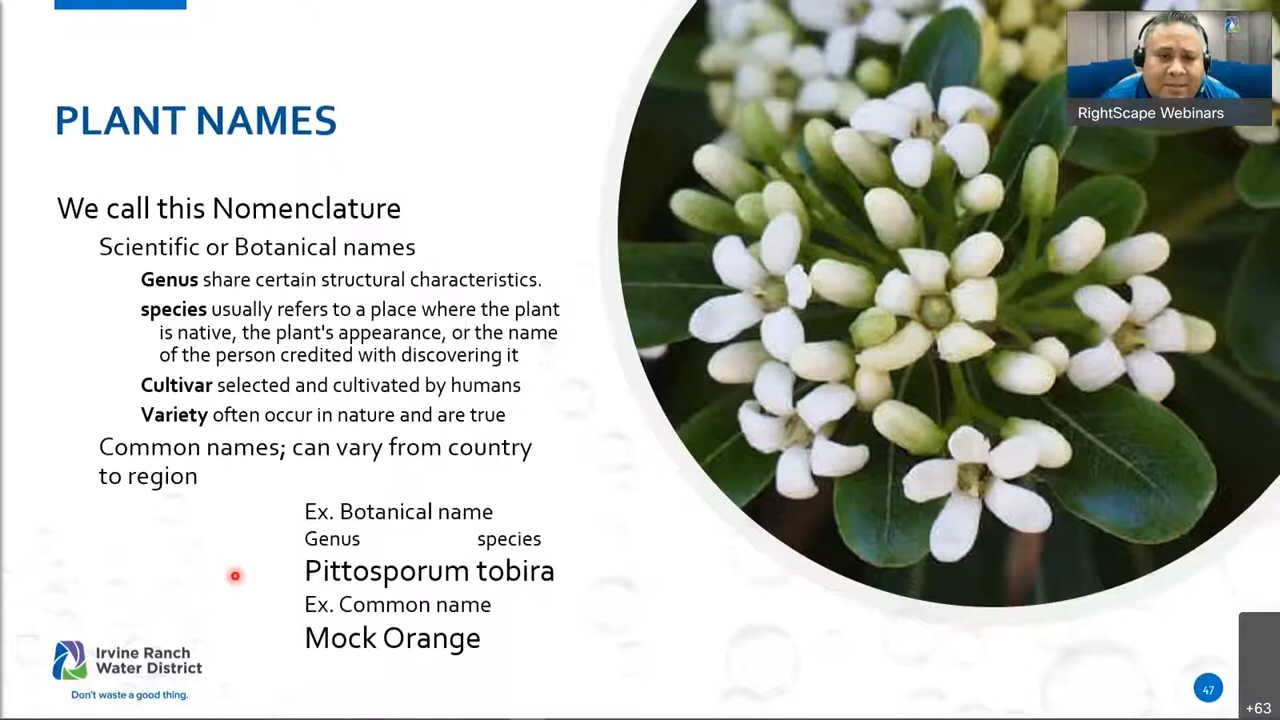 RightScape Webinars
PLANT NAMES
We call this Nomenclature
Scientific or Botanical names
Genus share certain structural characteristics.
species usually refers to a place where the plant
is native, the plant's appearance, or the name
of the person credited with discovering it
Cultivar selected and cultivated by humans
Variety often occur in nature and are true
Common names; can vary from country
to region
Ex. Botanical name
Genus species
Pittosporum tobira
Ex. Common name
Mock Orange
Irvine Ranch
Water District
Don't waste a good thing.
47
+63